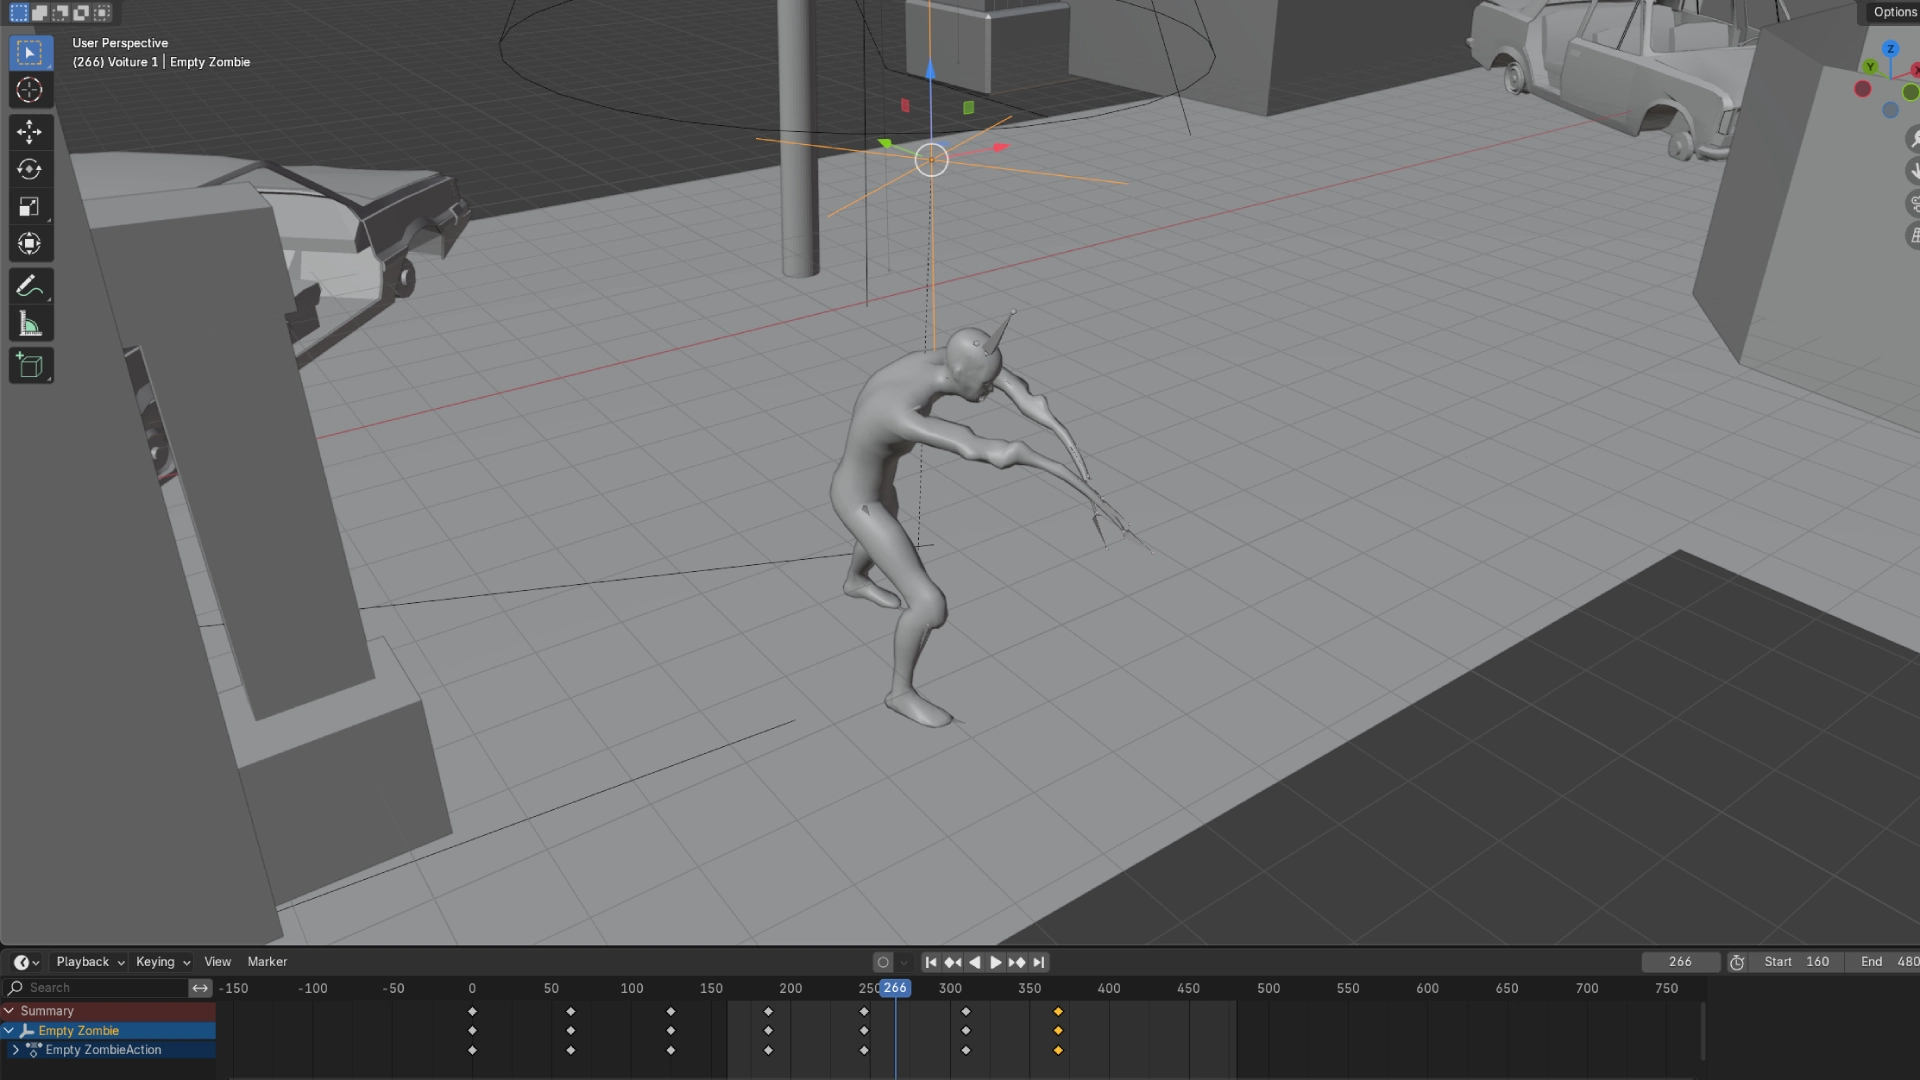 Options
User Perspective
(266) Voiture 1 | Empty Zombie
Z
Y
X
Playback
Keying
View
Marker
266
Start 160
End 480
Search
-150 -100 -50 0 50 100 150 200 250 266 300 350 400 450 500 550 600 650 700 750
Summary
Empty Zombie
Empty ZombieAction